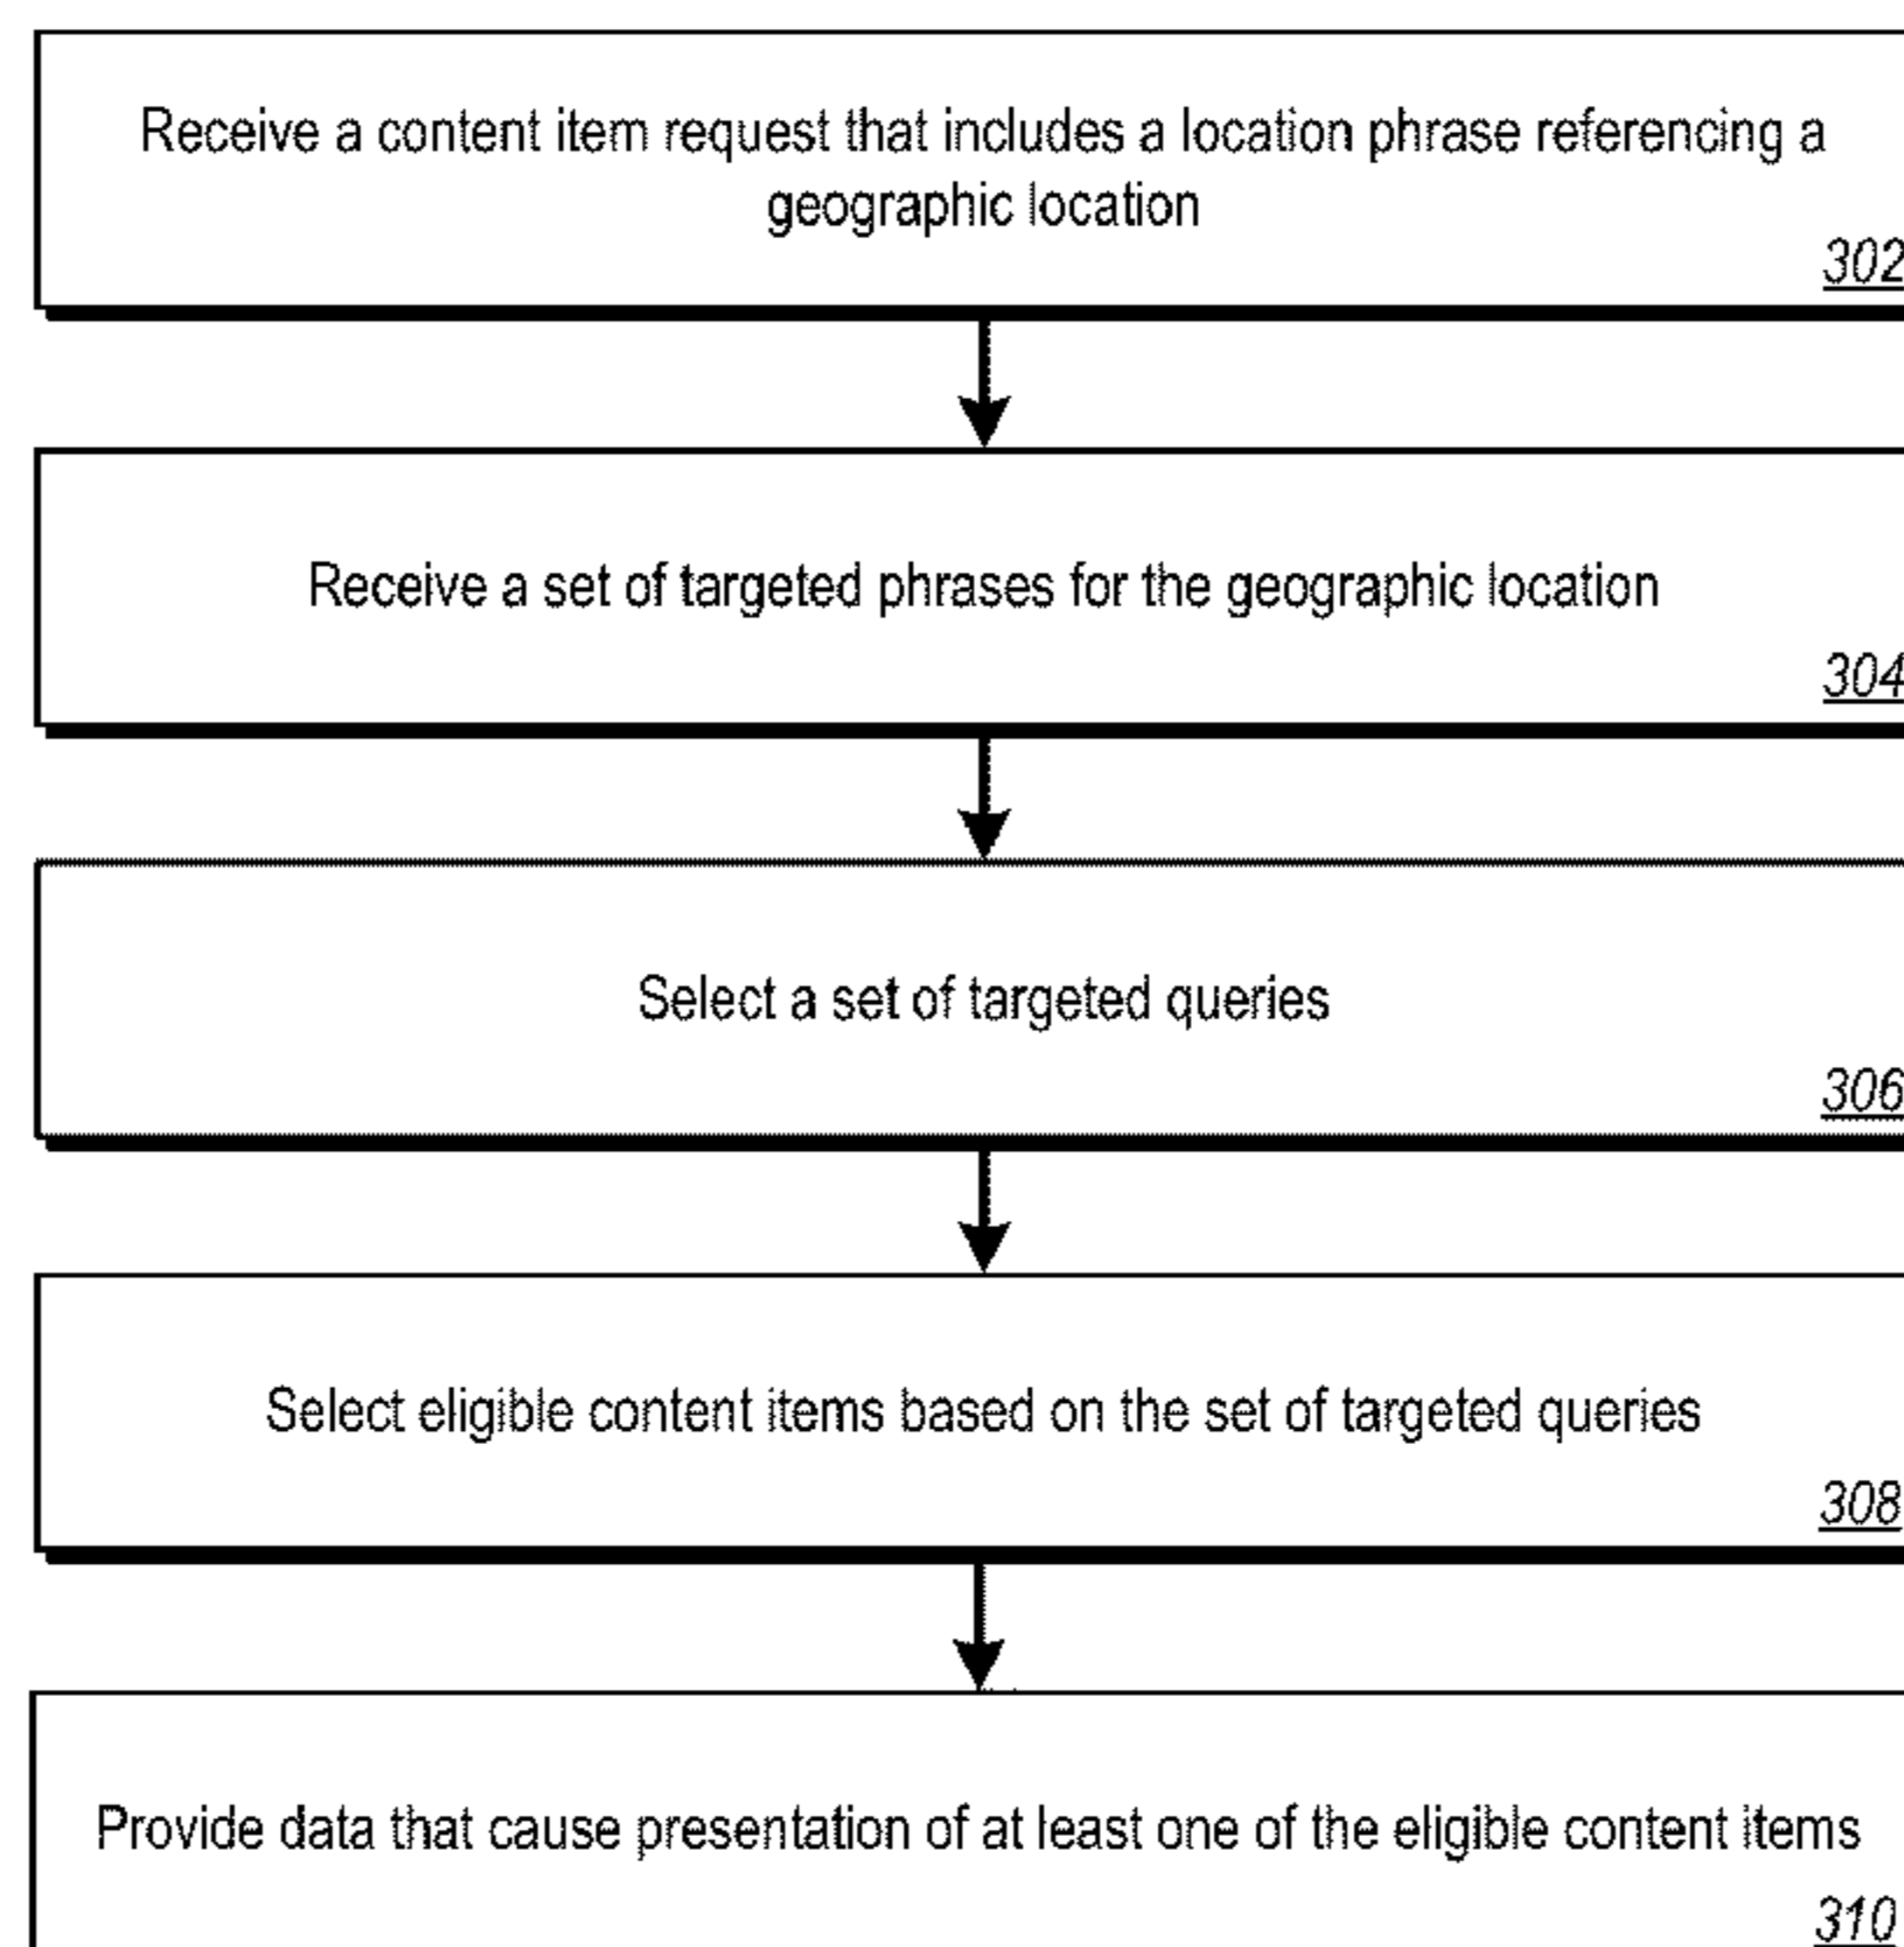 Receive a content item request that includes a location phrase referencing a
geographic location
302
Receive a set of targeted phrases for the geographic location
304
Select a set of targeted queries
306
Select eligible content items based on the set of targeted queries
308
Provide data that cause presentation of at least one of the eligible content items
310